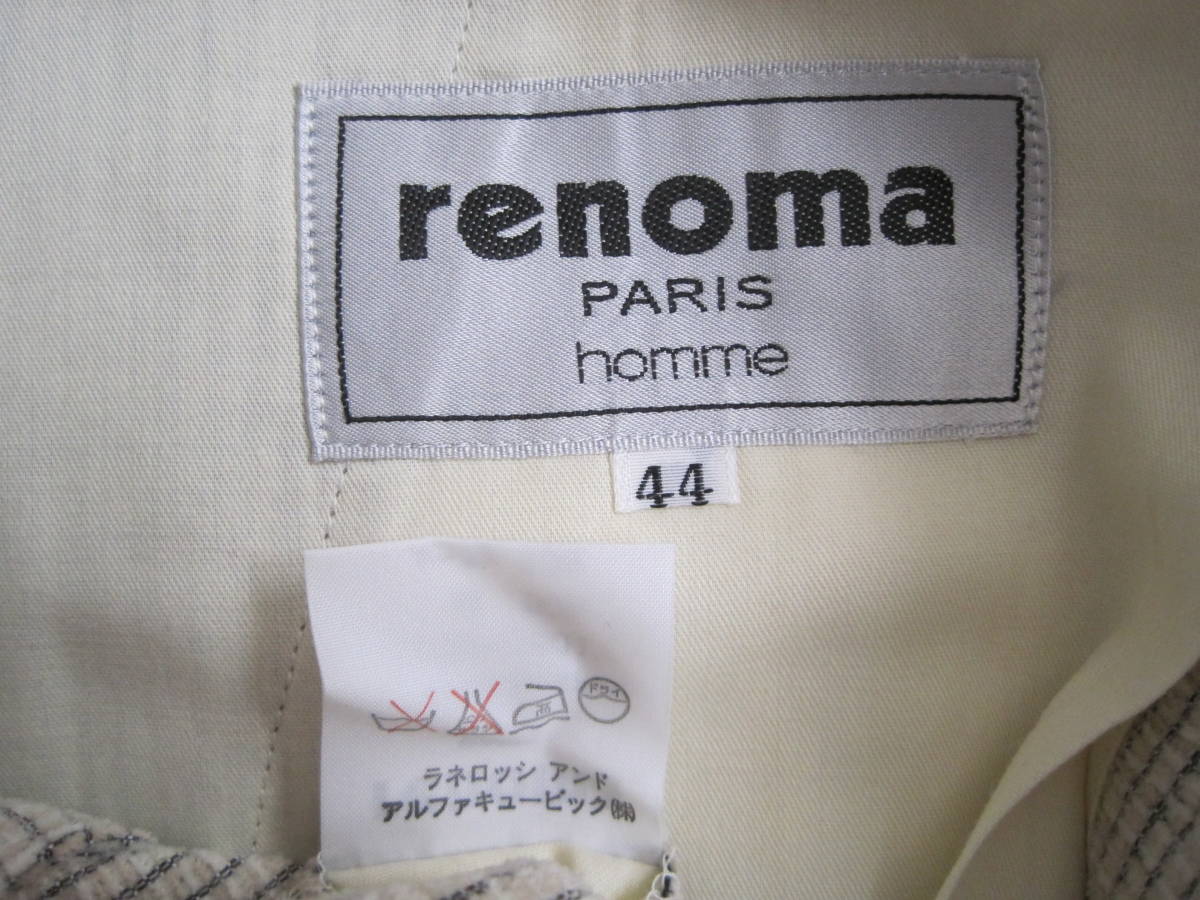 renoma
PARIS
homme
44
ドライ
ラネロッシ アンド
アルファキュービック(株)